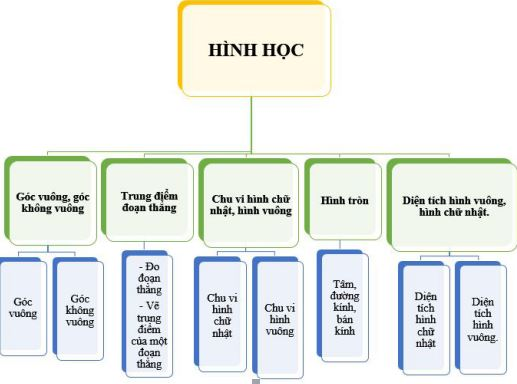 HÌNH HỌC
Góc vuông, góc
không vuông
Trung điểm
đoạn thẳng
Chu vi hình chữ
nhật, hình vuông
Hình tròn
Diện tích hình vuông,
hình chữ nhật.
Góc
vuông
Góc
không
vuông
- Đo
đoạn
thẳng
- Vẽ
trung
điểm
của một
đoạn
thẳng
Chu vi
hình
chữ
nhật
Chu vi
hình
vuông
Tâm,
đường
kính,
bán
kính
Diện
tích
hình
chữ
nhật
Diện
tích
hình
vuông.